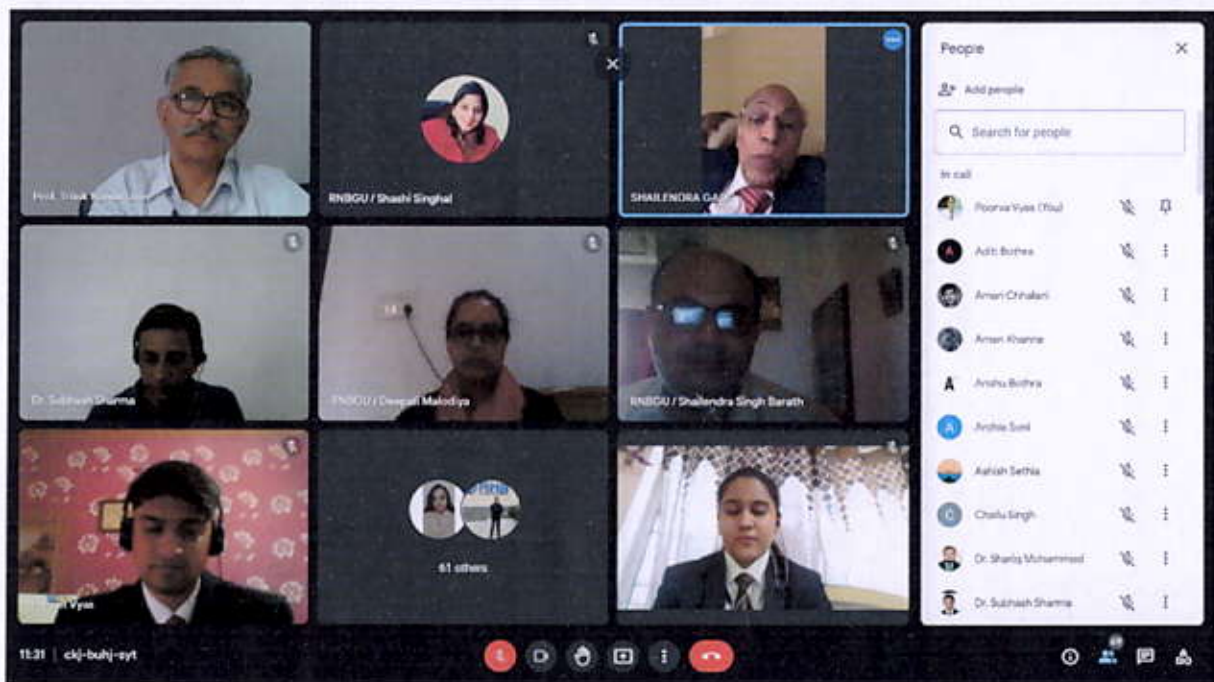 RNBGU / Shashi Singhal
SHAILENDRA
Dr. Subhash Sharma
RNBGU / Deepali Malodiya
RNBGU / Shailendra Singh Barath
Vyas
61 others
11:31 | ckj-buhj-syt
People
Add people
Search for people
In call
Poorva Vyas (You)
Aditi Bothra
Aman Chhalani
Aman Khanna
Anshu Bothra
Archie Soni
Ashish Sethia
Charu Singh
Dr. Shariq Mohammed
Dr. Subhash Sharma